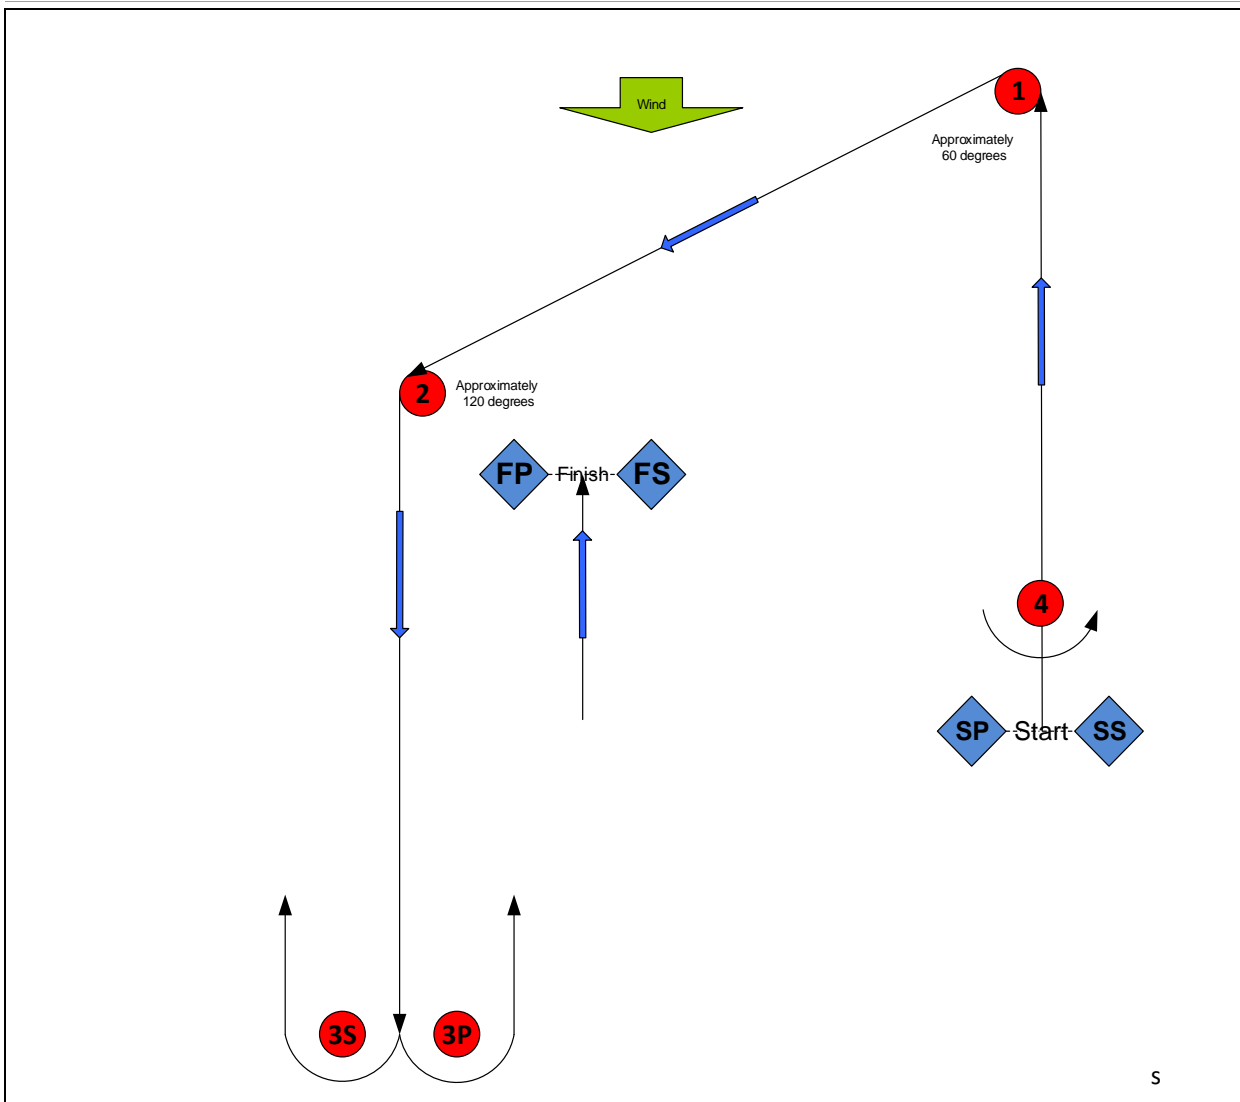 1
Wind
Approximately
60 degrees
2
Approximately
120 degrees
FP
Finish
FS
4
SP
Start
SS
3S
3P
s